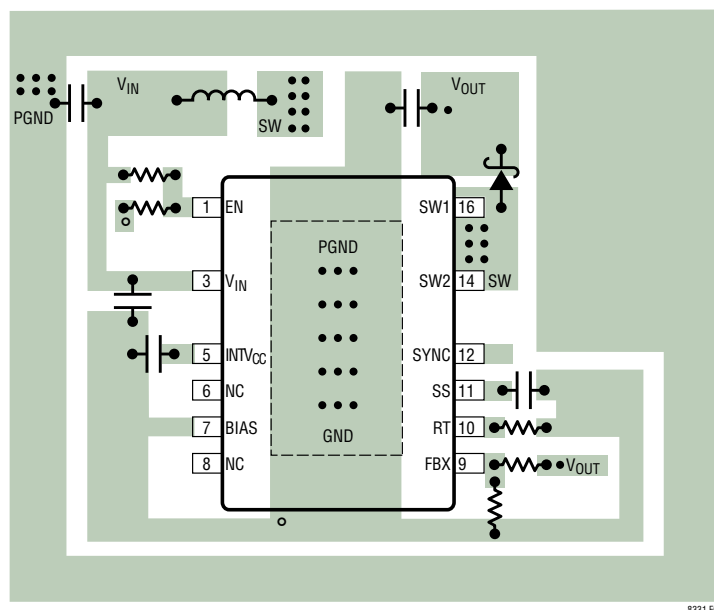 VIN
VOUT
PGND
SW
1 EN
SW1 16
PGND
3 VIN
SW2 14 SW
5 INTVCC
SYNC 12
6 NC
SS 11
7 BIAS
RT 10
GND
8 NC
FBX 9
VOUT